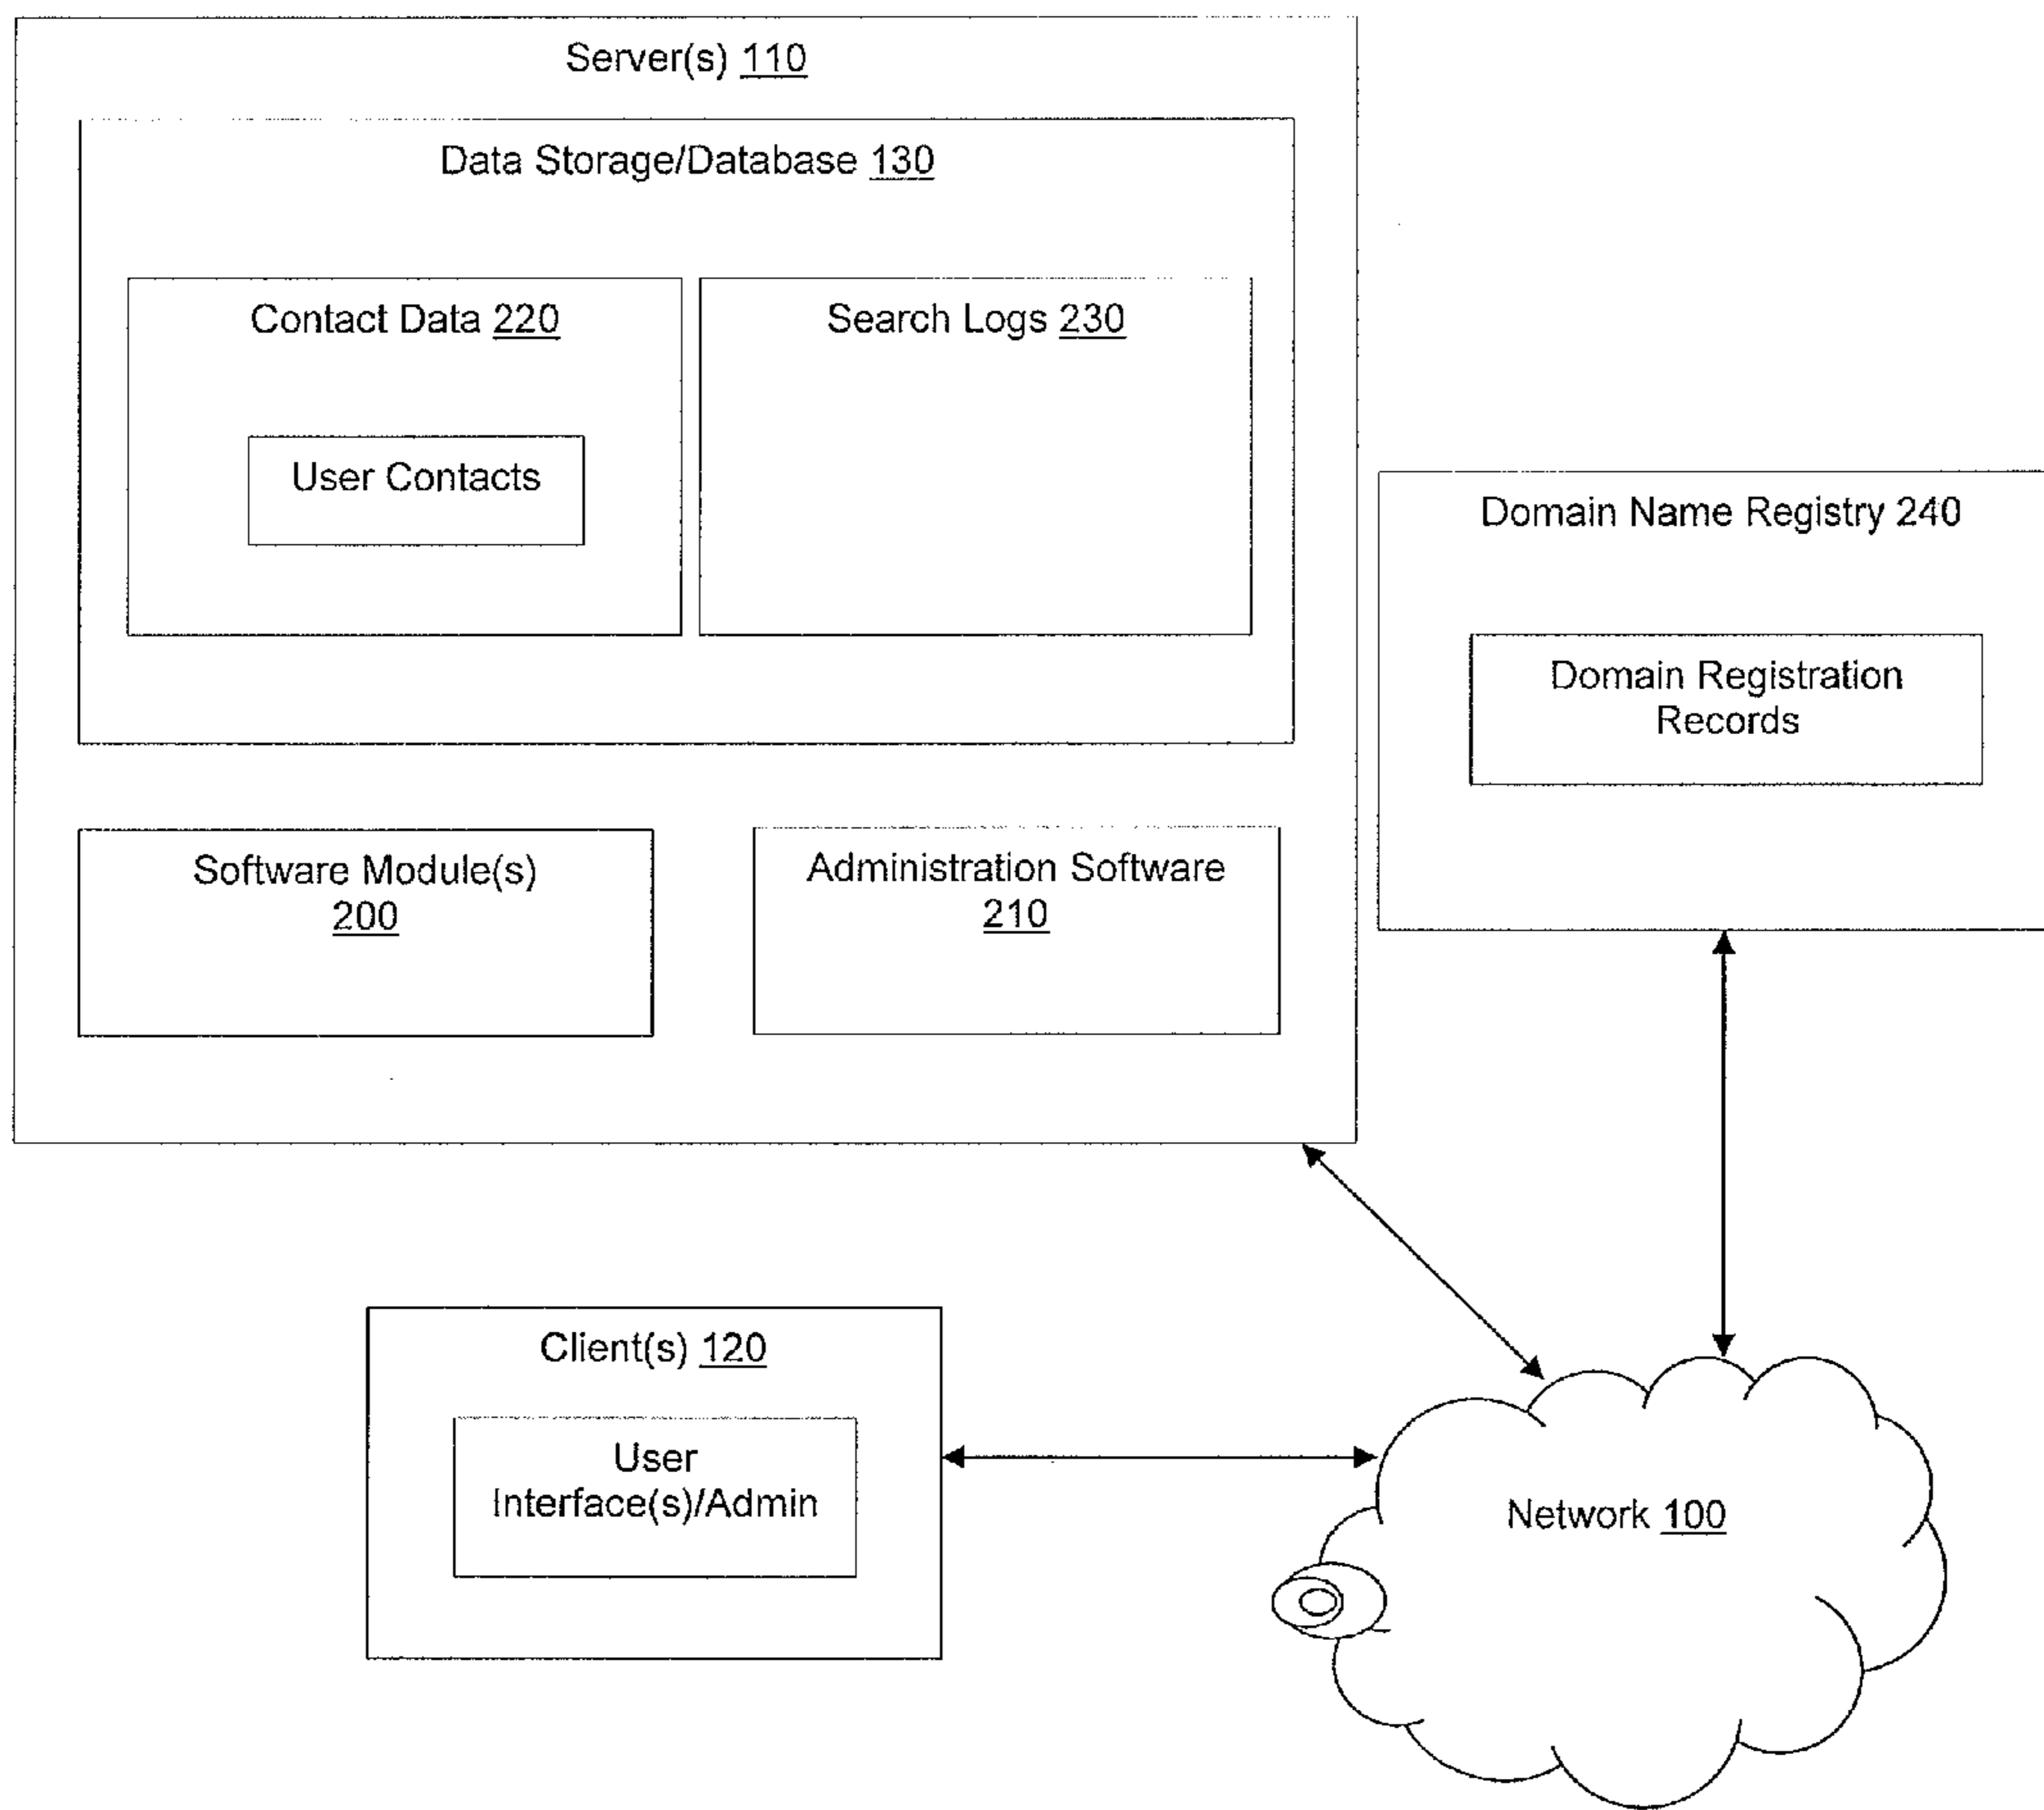 Server(s) 110
Data Storage/Database 130
Contact Data 220
Search Logs 230
User Contacts
Domain Name Registry 240
Domain Registration
Records
Software Module(s)
200
Administration Software
210
Client(s) 120
User
Interface(s)/Admin
Network 100